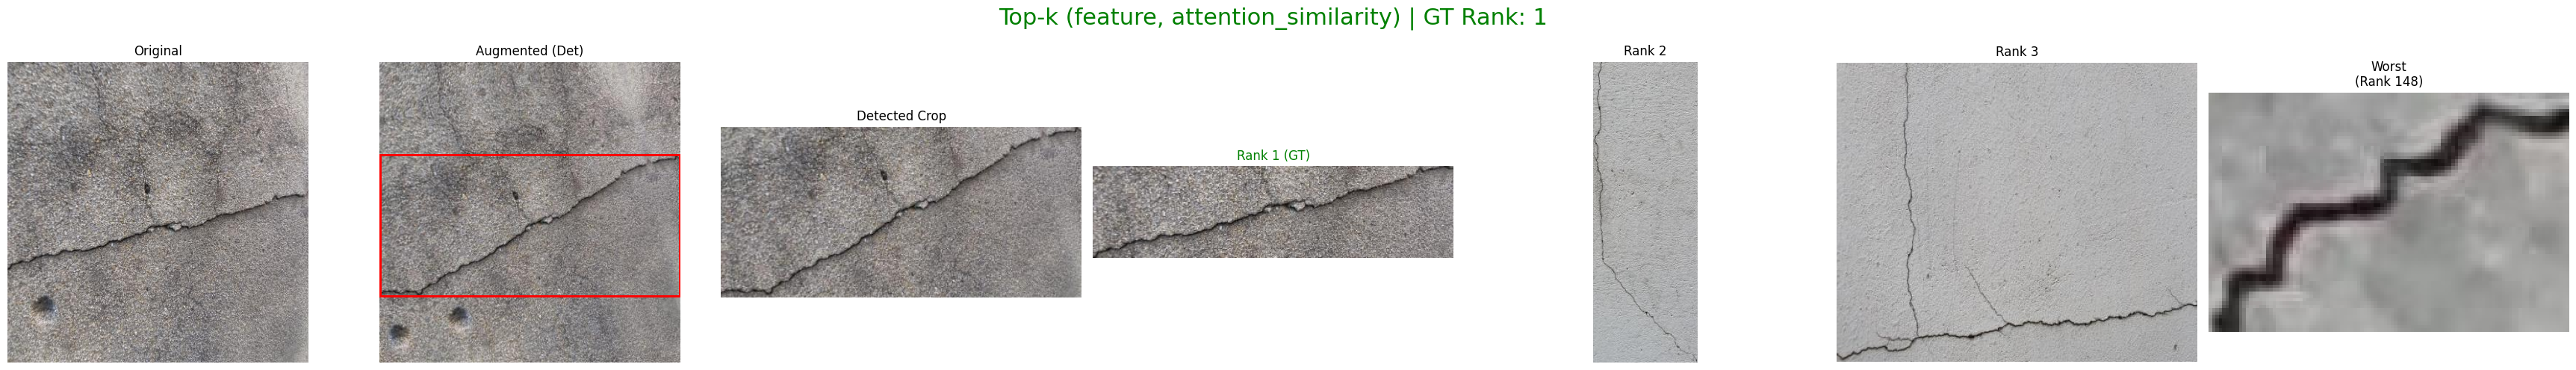 Top-k (feature, attention_similarity) | GT Rank: 1
Original
Augmented (Det)
Detected Crop
Rank 1 (GT)
Rank 2
Rank 3
Worst
(Rank 148)